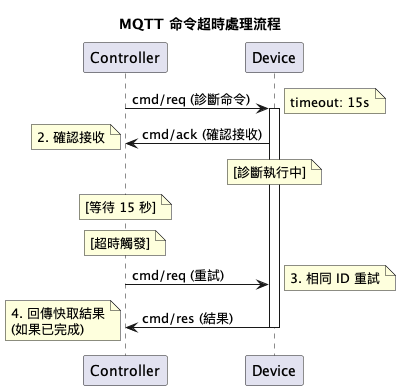 MQTT 命令超時處理流程
Controller
Device
cmd/req (診斷命令)
timeout: 15s
2. 確認接收
cmd/ack (確認接收)
[診斷執行中]
[等待 15 秒]
[超時觸發]
cmd/req (重試)
3. 相同 ID 重試
4. 回傳快取結果
(如果已完成)
cmd/res (結果)
Controller
Device